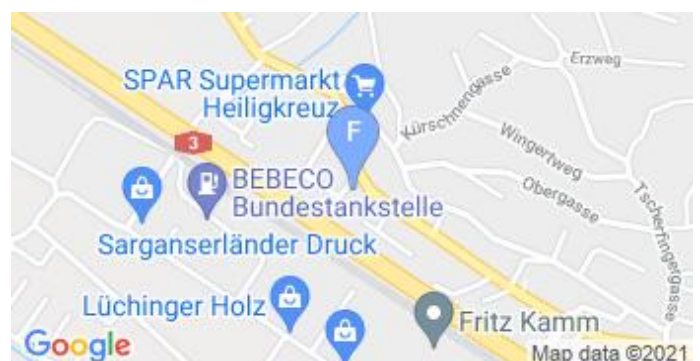 Erzweg
SPAR Supermarkt
Heiligkreuz
Kürschnengasse
F
3
Wingertweg
BEBECO
Bundestankstelle
Obergasse
Tscherfingergasse
Sarganserländer Druck
Lüchinger Holz
Fritz Kamm
Google
Map data ©2021